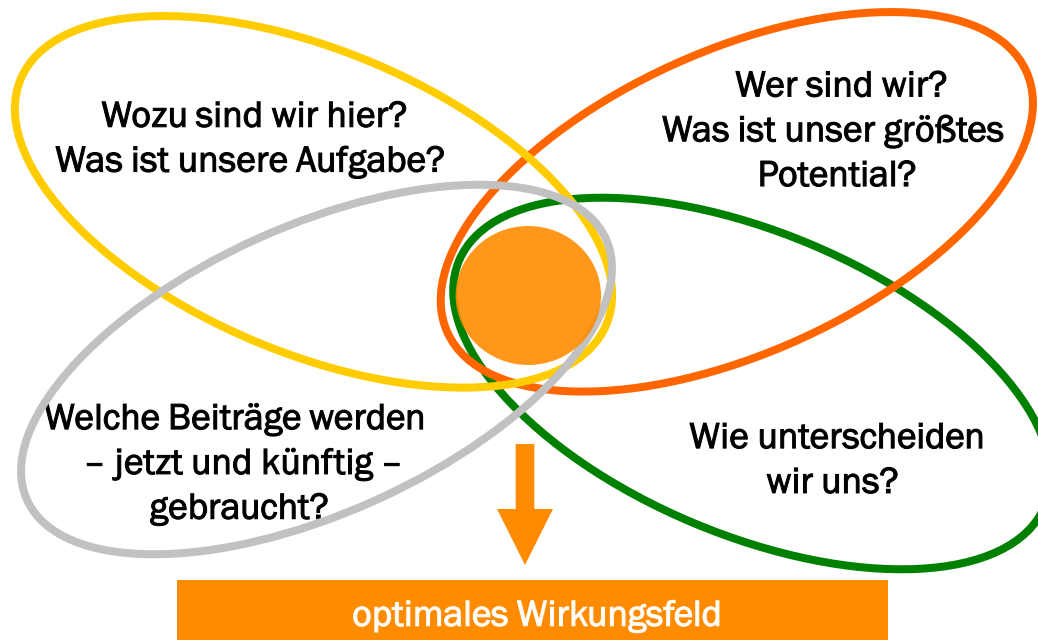 Wozu sind wir hier?
Was ist unsere Aufgabe?
Wer sind wir?
Was ist unser größtes
Potential?
Welche Beiträge werden
– jetzt und künftig –
gebraucht?
Wie unterscheiden
wir uns?
optimales Wirkungsfeld